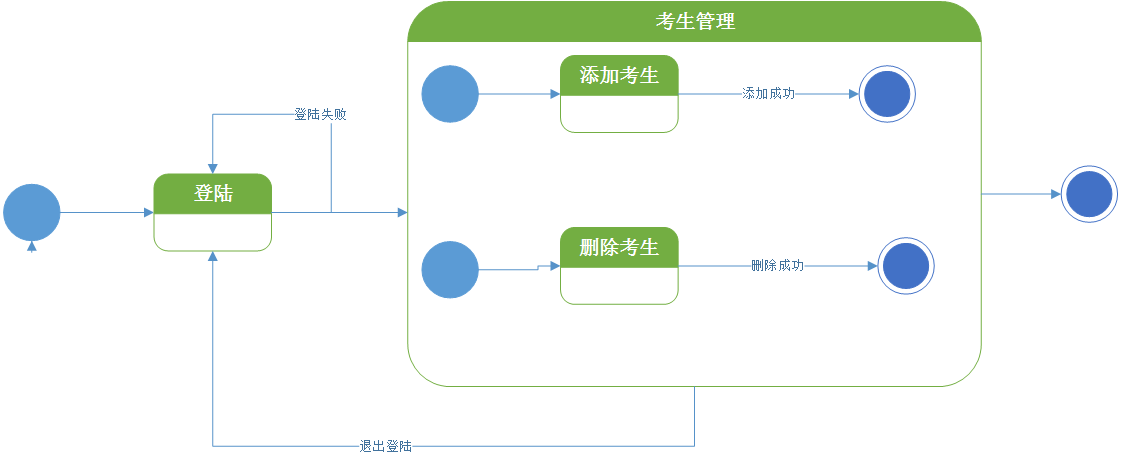 考生管理
添加考生
添加成功
登陆失败
登陆
删除考生
删除成功
退出登陆